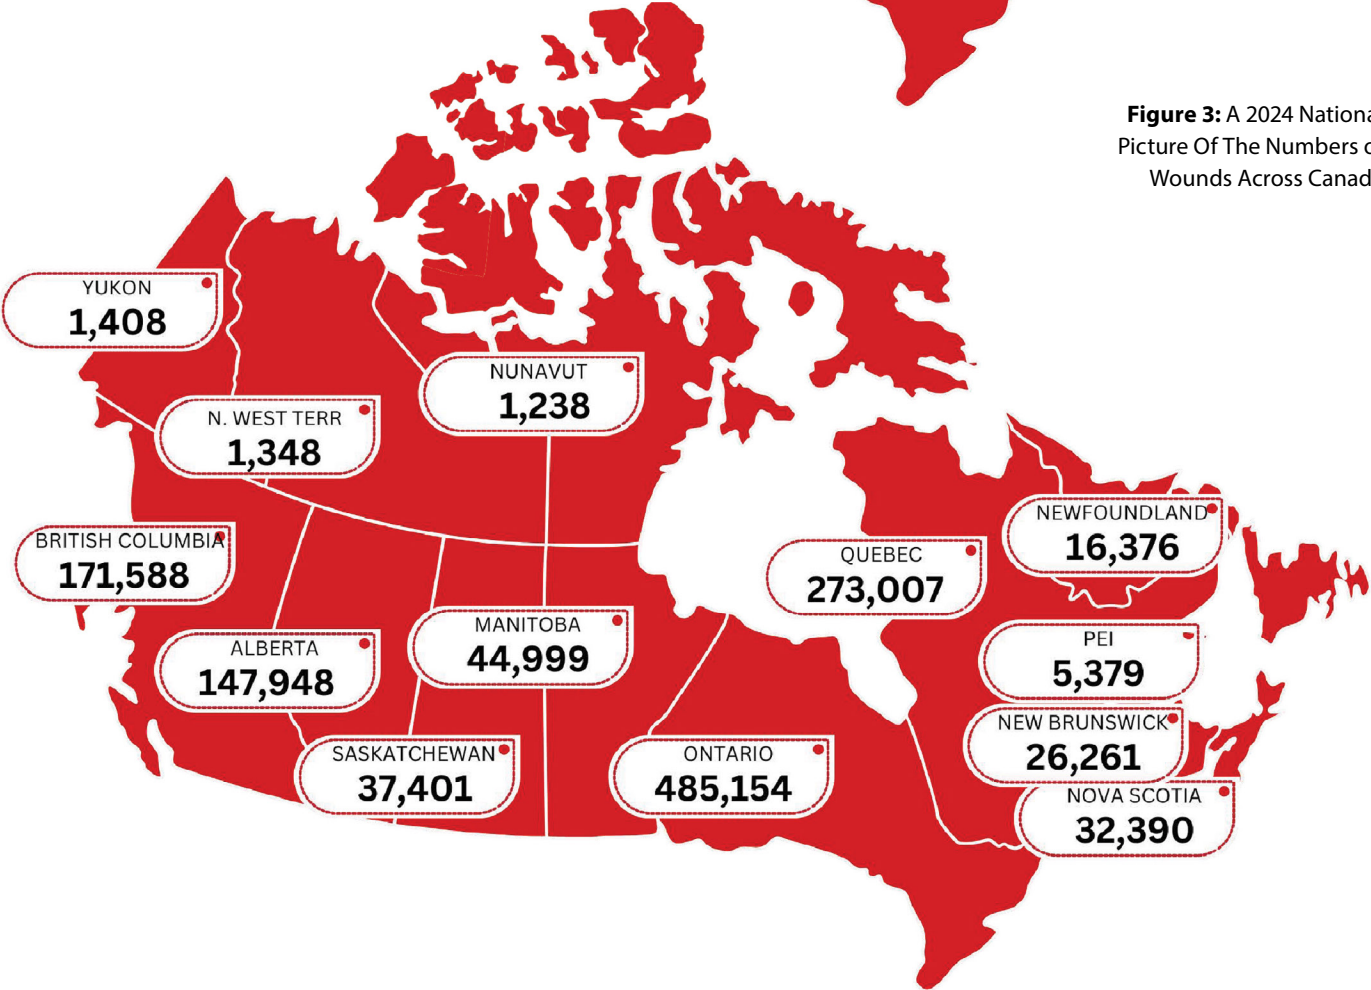 Figure 3: A 2024 Nationa
Picture Of The Numbers
Wounds Across Canad
YUKON
1,408
NUNAVUT
1,238
N. WEST TERR
1,348
BRITISH COLUMBIA
171,588
NEWFOUNDLAND
16,376
QUEBEC
273,007
MANITOBA
44,999
ALBERTA
147,948
PEI
5,379
NEW BRUNSWICK
26,261
SASKATCHEWAN
37,401
ONTARIO
485,154
NOVA SCOTIA
32,390